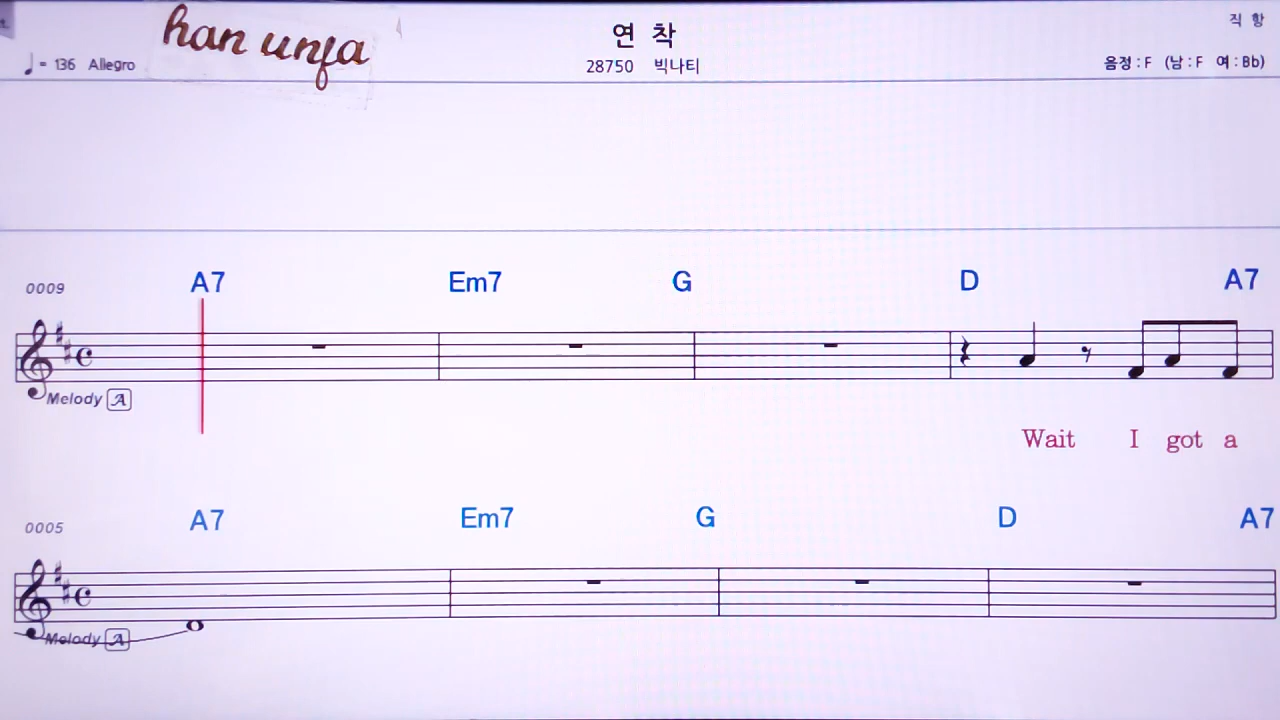 han unfa
연 착
직 항
♩= 136 Allegro
28750 빅나티
음정 : F (남 : F 여 : Bb)
0009 A7 Em7 G D A7
Melody A
Wait I got a
0005 A7 Em7 G D A7
Melody A